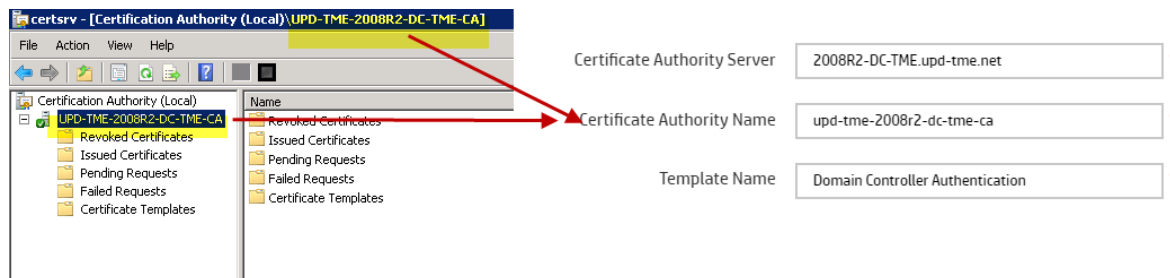 certsrv - [Certification Authority (Local)\UPD-TME-2008R2-DC-TME-CA]
File Action View Help
Certification Authority (Local)
UPD-TME-2008R2-DC-TME-CA
Revoked Certificates
Issued Certificates
Pending Requests
Failed Requests
Certificate Templates
Name
Revoked Certificates
Issued Certificates
Pending Requests
Failed Requests
Certificate Templates
Certificate Authority Server 2008R2-DC-TME.upd-tme.net
Certificate Authority Name upd-tme-2008r2-dc-tme-ca
Template Name Domain Controller Authentication